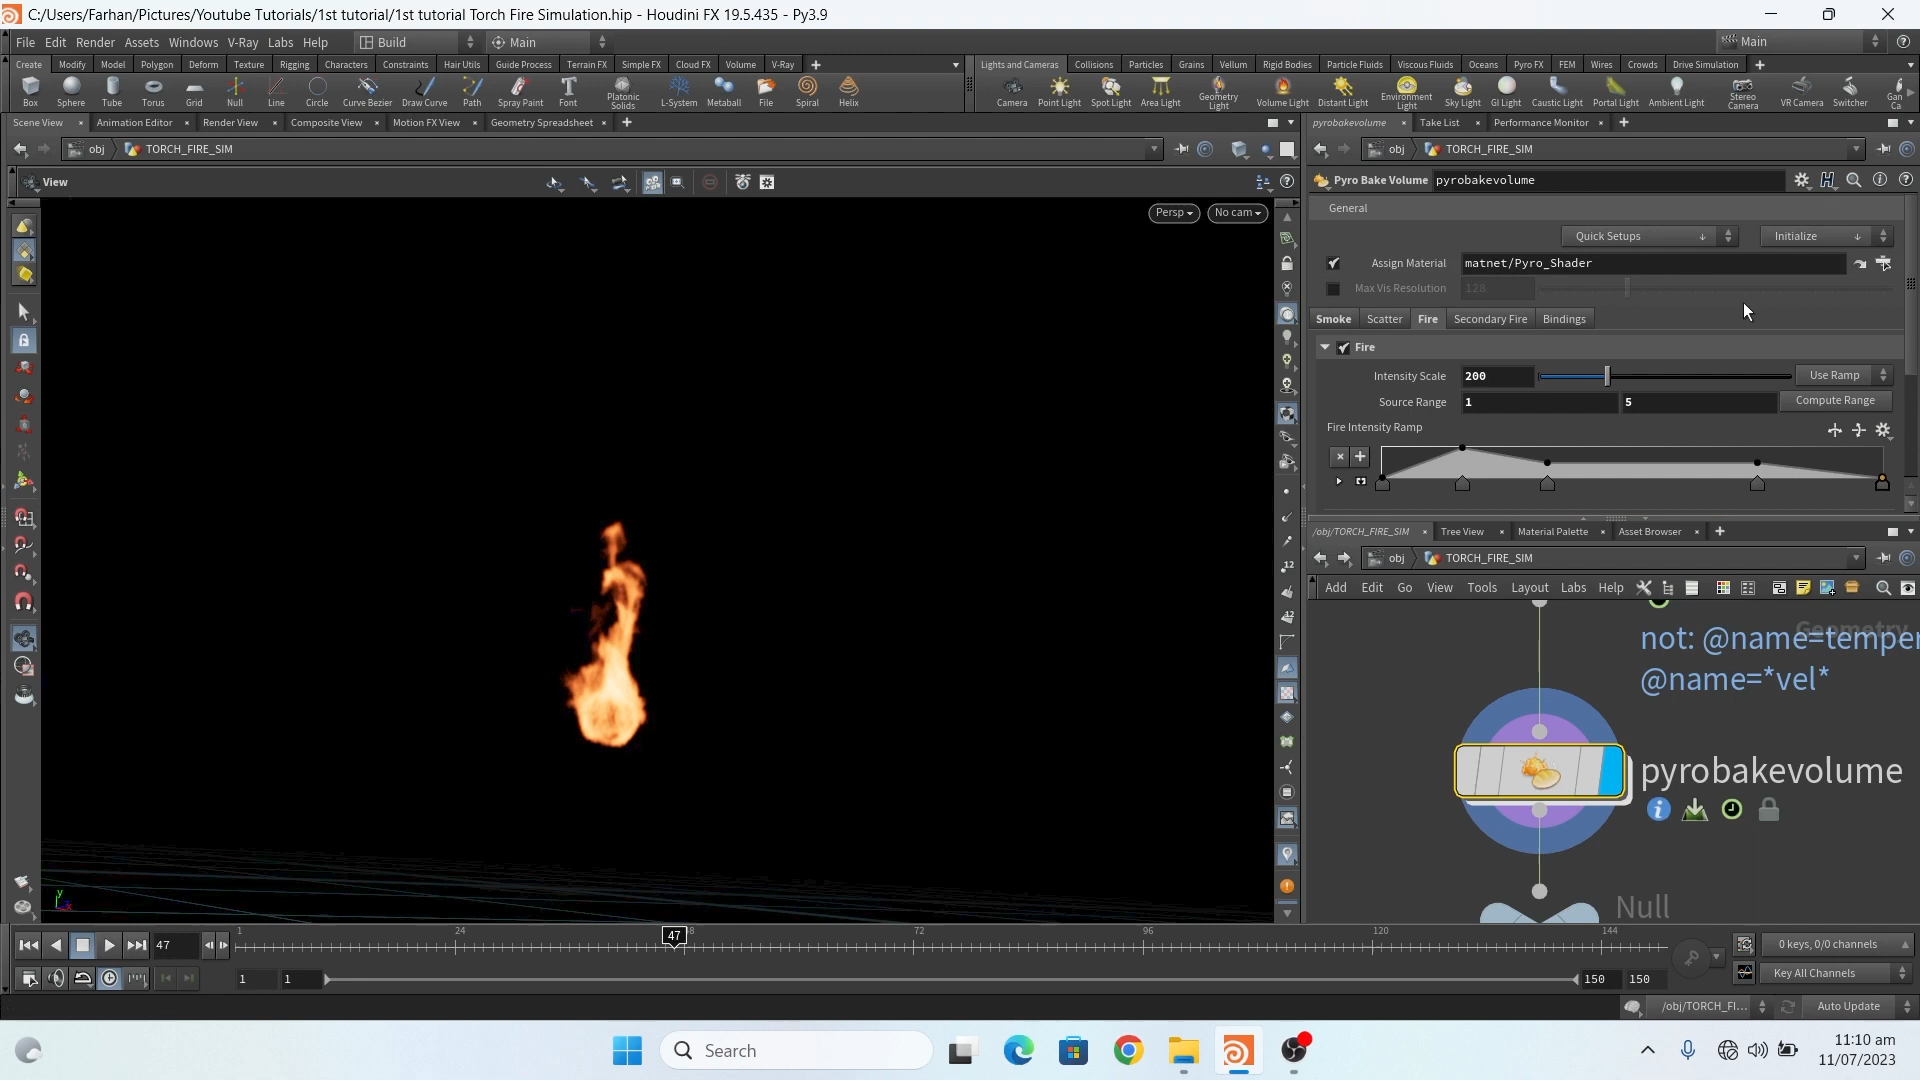 C:/Users/Farhan/Pictures/Youtube Tutorials/1st tutorial/1st tutorial Torch Fire Simulation.hip - Houdini FX 19.5.435 - Py3.9
File Edit Render Assets Windows V-Ray Labs Help Build Main Main
Create Modify Model Polygon Deform Texture Rigging Characters Constraints Hair Utils Guide Process Terrain FX Simple FX Cloud FX Volume V-Ray
Lights and Cameras Collisions Particles Grains Vellum Rigid Bodies Particle Fluids Viscous Fluids Oceans Pyro FX FEM Wires Crowds Drive Simulation
Box Sphere Tube Torus Grid Null Line Circle Curve Bezier Draw Curve Path Spray Paint Font Platonic Solids L-System Metaball File Spiral Helix
Camera Point Light Spot Light Area Light Geometry Light Volume Light Distant Light Environment Light Sky Light GI Light Caustic Light Portal Light Ambient Light Stereo Camera VR Camera Switcher Gan Ca
Scene View Animation Editor Render View Composite View Motion FX View Geometry Spreadsheet
pyrobakevolume Take List Performance Monitor
obj TORCH_FIRE_SIM
obj TORCH_FIRE_SIM
View
Pyro Bake Volume pyrobakevolume
Persp No cam
General
Quick Setups Initialize
Assign Material matnet/Pyro_Shader
Max Vis Resolution 128
Smoke Scatter Fire Secondary Fire Bindings
Fire
Intensity Scale 200 Use Ramp
Source Range 1 5 Compute Range
Fire Intensity Ramp
/obj/TORCH_FIRE_SIM Tree View Material Palette Asset Browser
obj TORCH_FIRE_SIM
Add Edit Go View Tools Layout Labs Help
Geometry
not: @name=temper
@name=*vel*
pyrobakevolume
Null
y
x
12
47
1 24 47 48 72 96 120 144
0 keys, 0/0 channels
1 1 150 150
Key All Channels
/obj/TORCH_FI... Auto Update
Search
11:10 am
11/07/2023